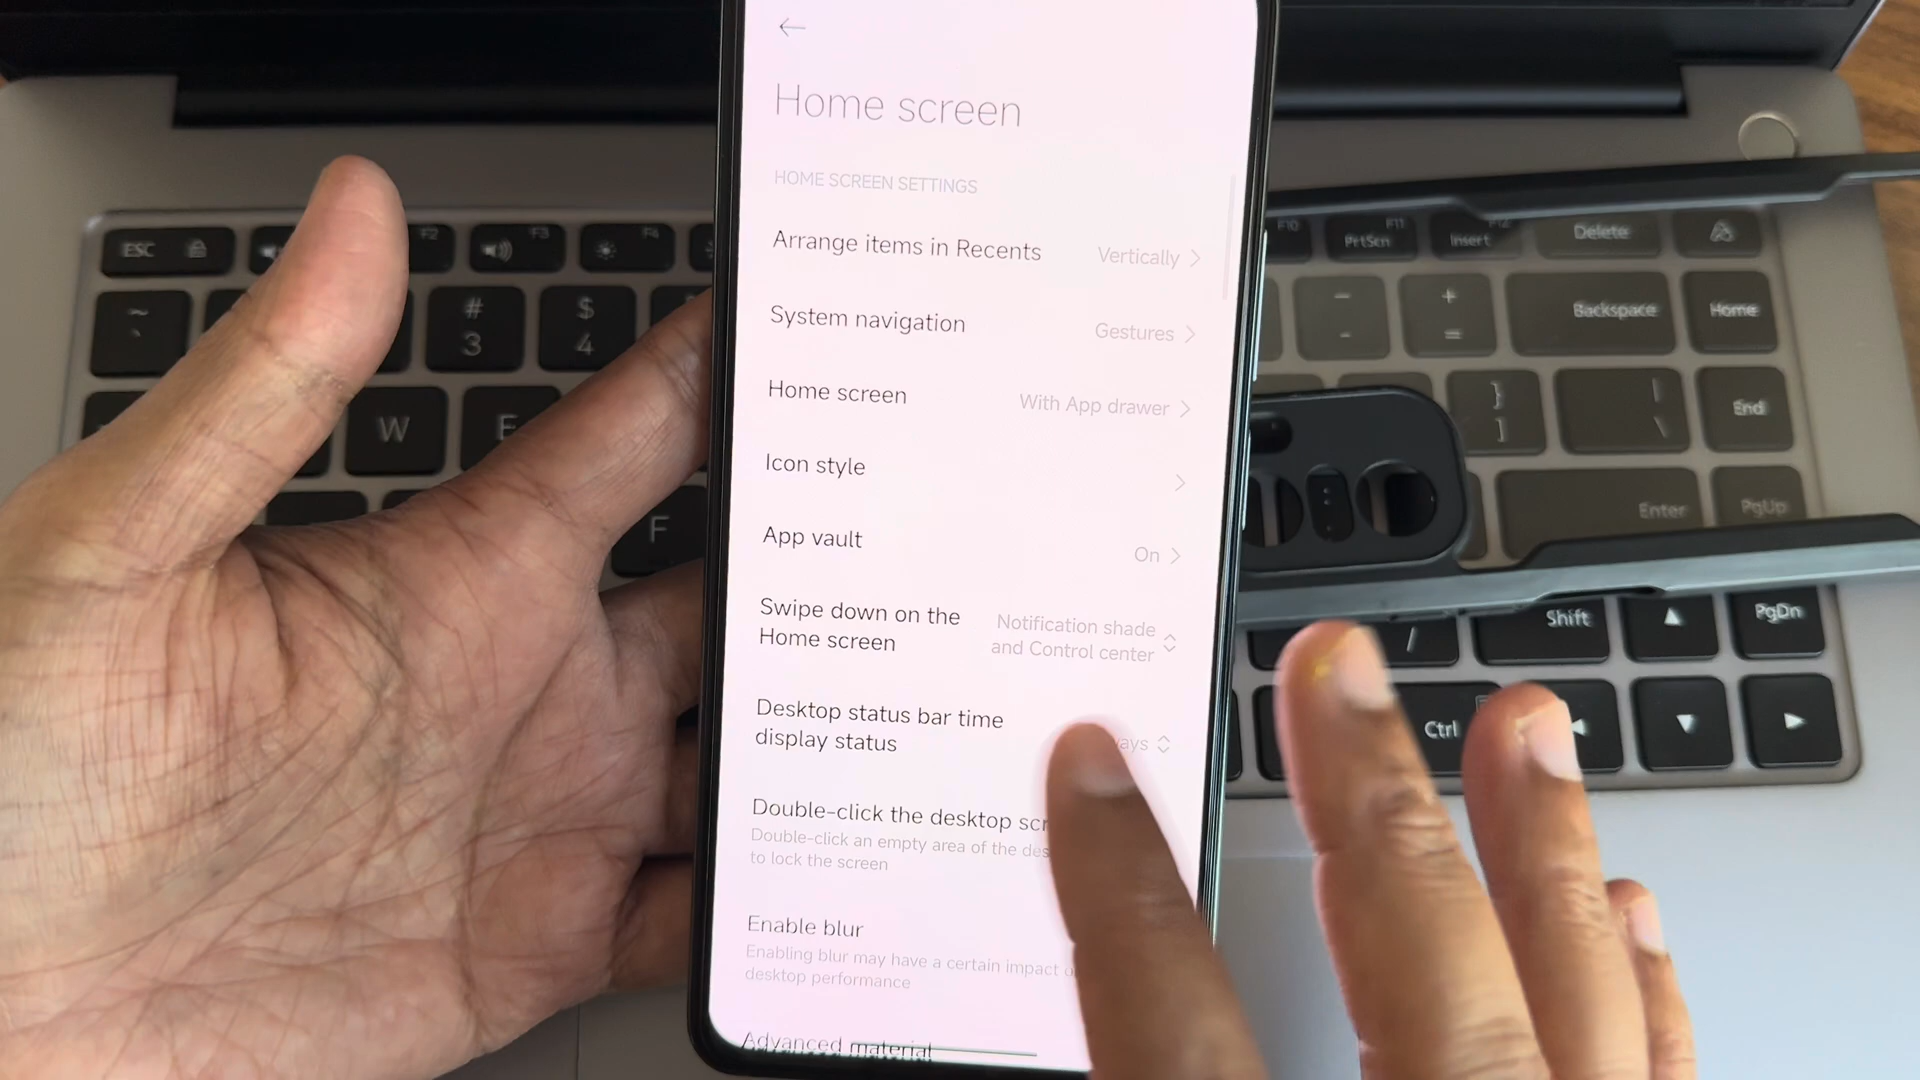 Home screen
HOME SCREEN SETTINGS
Arrange items in Recents
Vertically
System navigation
Gestures
Home screen
With App drawer
Icon style
App vault
On
Swipe down on the
Home screen
Notification shade
and Control center
Desktop status bar time
display status
Double-click the desktop
Double-click an empty area of the
to lock the screen
Enable blur
Enabling blur may have a certain impact
desktop performance
Advanced material
ESC
F2
F3
F4
F10
F11
PrtScn
Insert
Delete
~
`
#
3
$
4
-
+
=
Backspace
Home
W
E
}
]
|
\
End
F
Enter
PgUp
/
Shift
PgDn
Ctrl